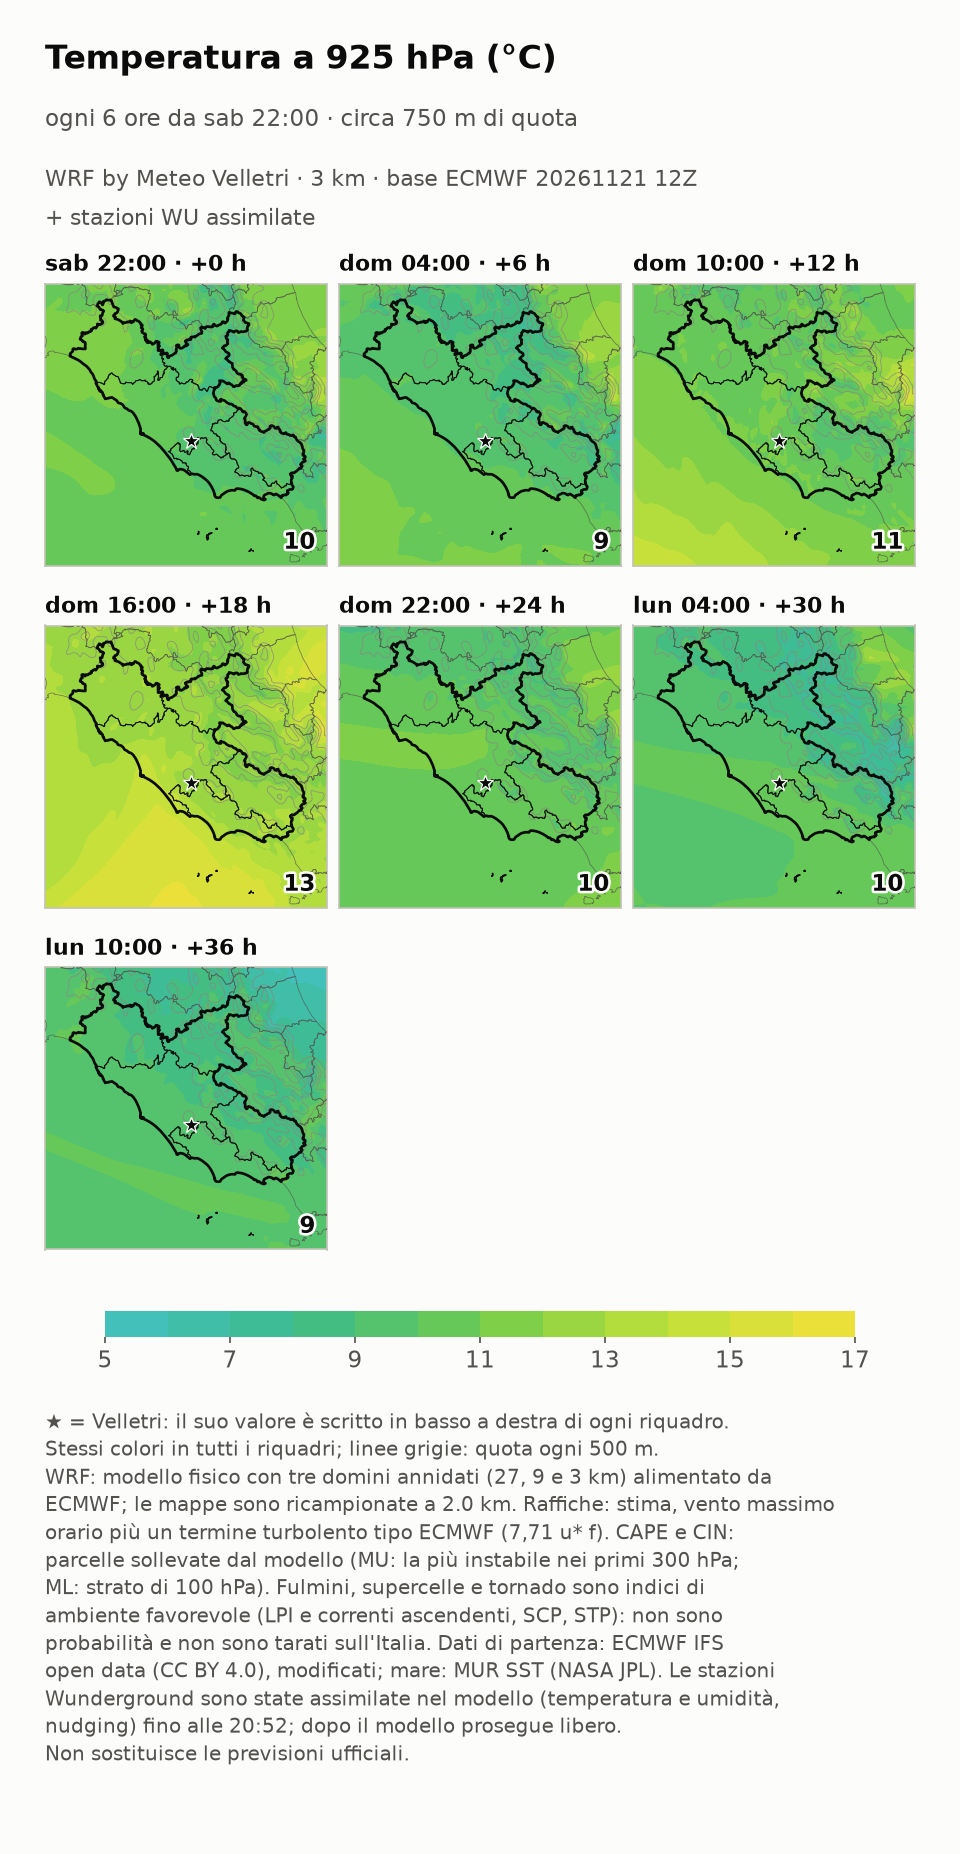 Temperatura a 925 hPa (°C)
ogni 6 ore da sab 22:00 · circa 750 m di quota
WRF by Meteo Velletri · 3 km · base ECMWF 20261121 12Z
+ stazioni WU assimilate
sab 22:00 · +0 h
dom 04:00 · +6 h
dom 10:00 · +12 h
10
9
11
dom 16:00 · +18 h
dom 22:00 · +24 h
lun 04:00 · +30 h
13
10
10
lun 10:00 · +36 h
9
5 7 9 11 13 15 17
★ = Velletri: il suo valore è scritto in basso a destra di ogni riquadro.
Stessi colori in tutti i riquadri; linee grigie: quota ogni 500 m.
WRF: modello fisico con tre domini annidati (27, 9 e 3 km) alimentato da
ECMWF; le mappe sono ricampionate a 2.0 km. Raffiche: stima, vento massimo
orario più un termine turbolento tipo ECMWF (7,71 u* f). CAPE e CIN:
parcelle sollevate dal modello (MU: la più instabile nei primi 300 hPa;
ML: strato di 100 hPa). Fulmini, supercelle e tornado sono indici di
ambiente favorevole (LPI e correnti ascendenti, SCP, STP): non sono
probabilità e non sono tarati sull'Italia. Dati di partenza: ECMWF IFS
open data (CC BY 4.0), modificati; mare: MUR SST (NASA JPL). Le stazioni
Wunderground sono state assimilate nel modello (temperatura e umidità,
nudging) fino alle 20:52; dopo il modello prosegue libero.
Non sostituisce le previsioni ufficiali.